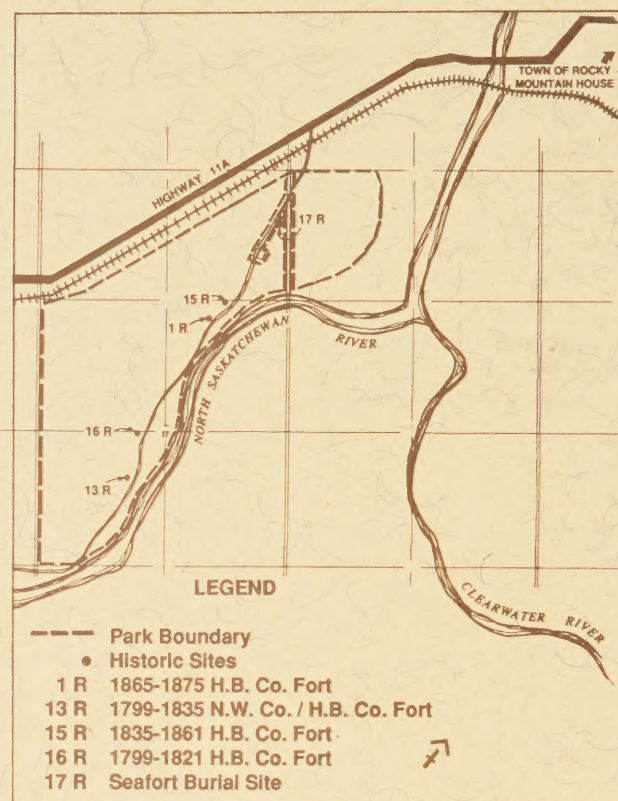 TOWN OF ROCKY
MOUNTAIN HOUSE
HIGHWAY 11A
17 R
15 R
1 R
NORTH SASKATCHEWAN
RIVER
16 R
17
13 R
CLEARWATER RIVER
LEGEND
Park Boundary
Historic Sites
1 R 1865-1875 H.B. Co. Fort
13 R 1799-1835 N.W. Co. / H.B. Co. Fort
15 R 1835-1861 H.B. Co. Fort
16 R 1799-1821 H.B. Co. Fort
17 R Seafort Burial Site